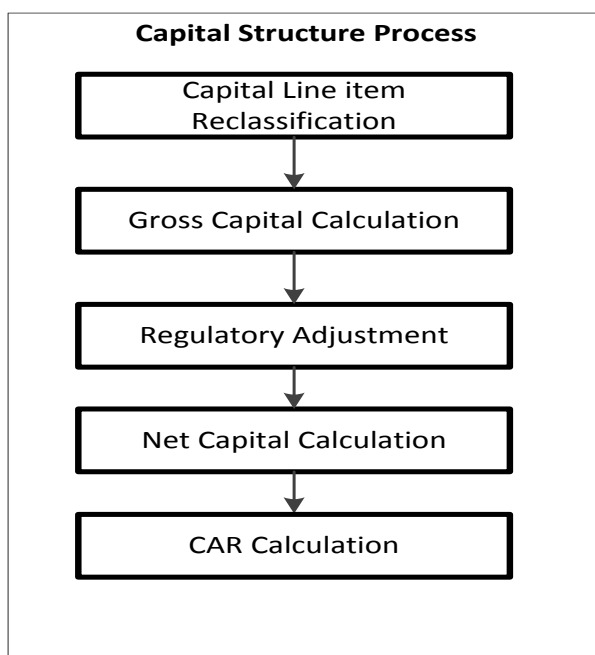 Capital Structure Process
Capital Line item
Reclassification
Gross Capital Calculation
Regulatory Adjustment
Net Capital Calculation
CAR Calculation